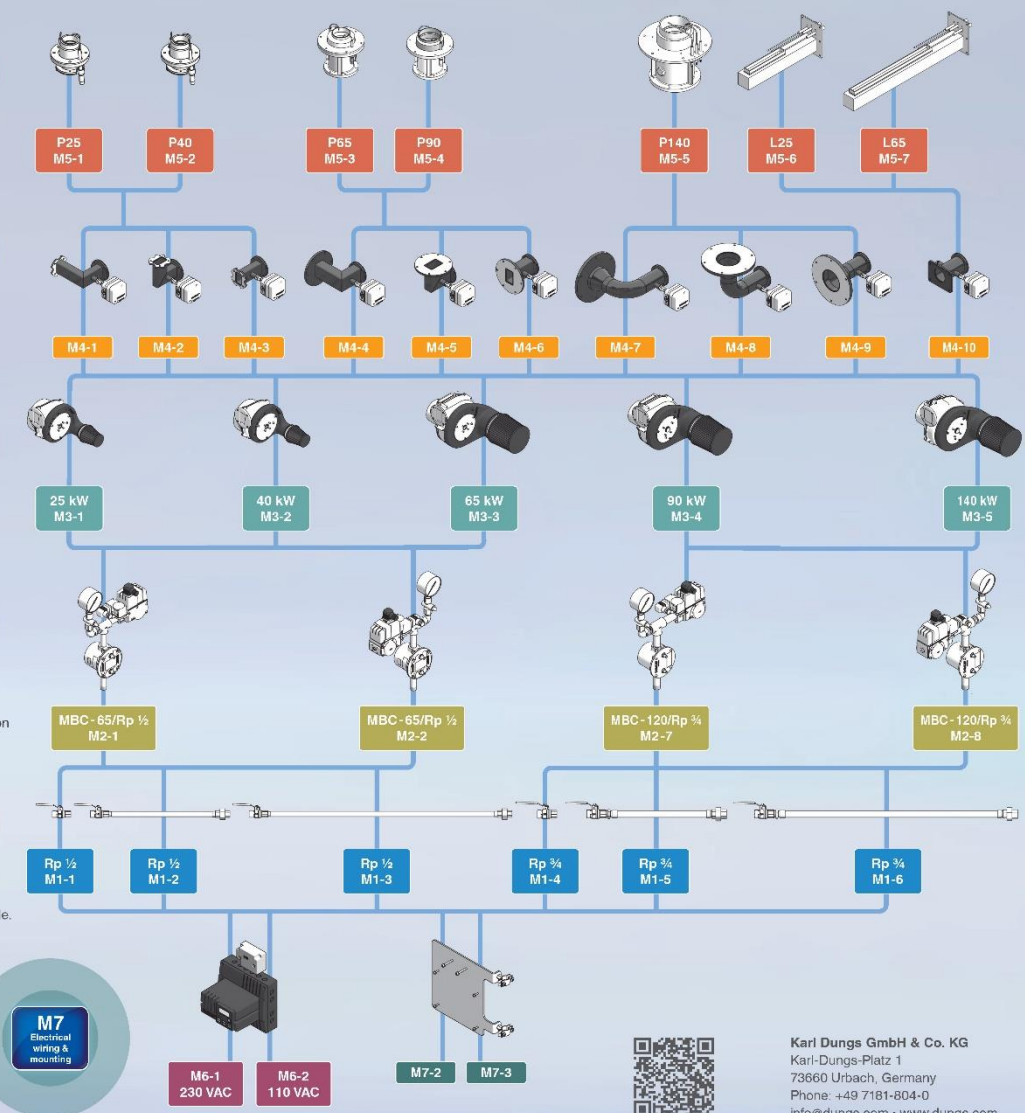 P25
M5-1
P40
M5-2
P65
M5-3
P90
M5-4
P140
M5-5
L25
M5-6
L65
M5-7
M4-1
M4-2
M4-3
M4-4
M4-5
M4-6
M4-7
M4-8
M4-9
M4-10
25 kW
M3-1
40 kW
M3-2
65 kW
M3-3
90 kW
M3-4
140 kW
M3-5
on
MBC-65/Rp ½
M2-1
MBC-65/Rp ½
M2-2
MBC-120/Rp ¾
M2-7
MBC-120/Rp ¾
M2-8
Rp ½
M1-1
Rp ½
M1-2
Rp ½
M1-3
Rp ¾
M1-4
Rp ¾
M1-5
Rp ¾
M1-6
le.
M7
Electrical
wiring &
mounting
M6-1
230 VAC
M6-2
110 VAC
M7-2
M7-3
Karl Dungs GmbH & Co. KG
Karl-Dungs-Platz 1
73660 Urbach, Germany
Phone: +49 7181-804-0
info@dungs.com • www.dungs.com